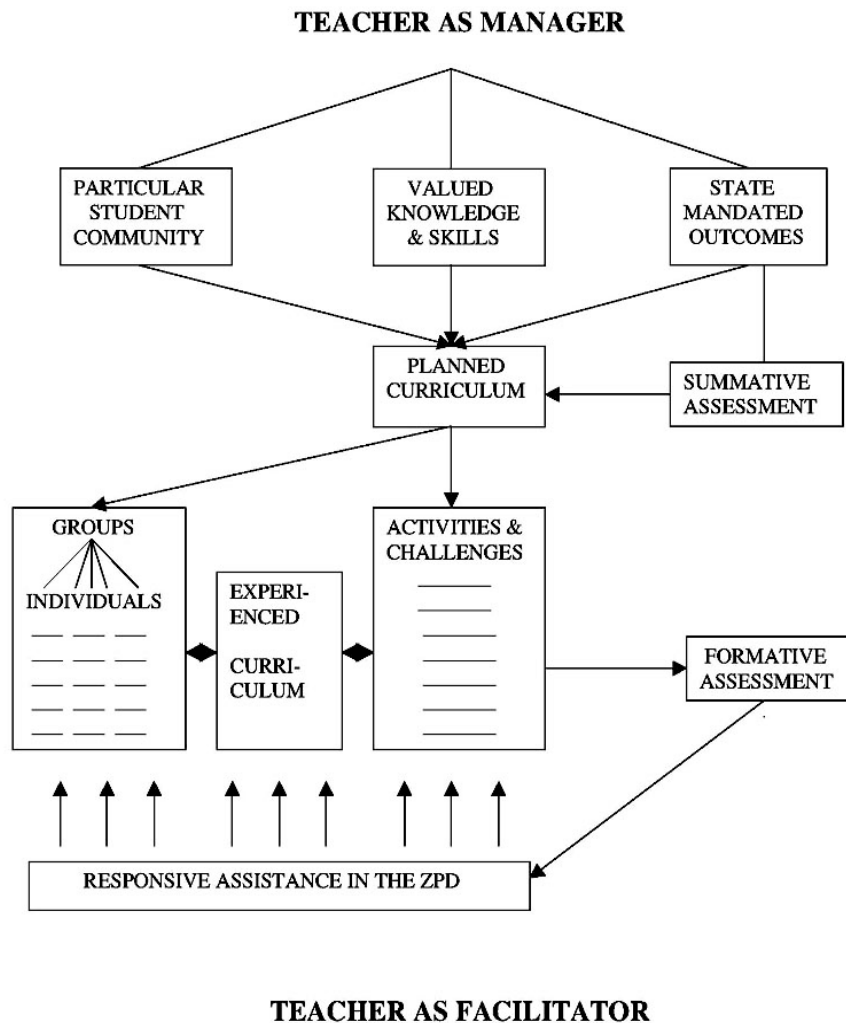 TEACHER AS MANAGER
PARTICULAR
STUDENT
COMMUNITY
VALUED
KNOWLEDGE
& SKILLS
STATE
MANDATED
OUTCOMES
PLANNED
CURRICULUM
SUMMATIVE
ASSESSMENT
GROUPS
INDIVIDUALS
EXPERI-
ENCED
CURRI-
CULUM
ACTIVITIES &
CHALLENGES
FORMATIVE
ASSESSMENT
RESPONSIVE ASSISTANCE IN THE ZPD
TEACHER AS FACILITATOR